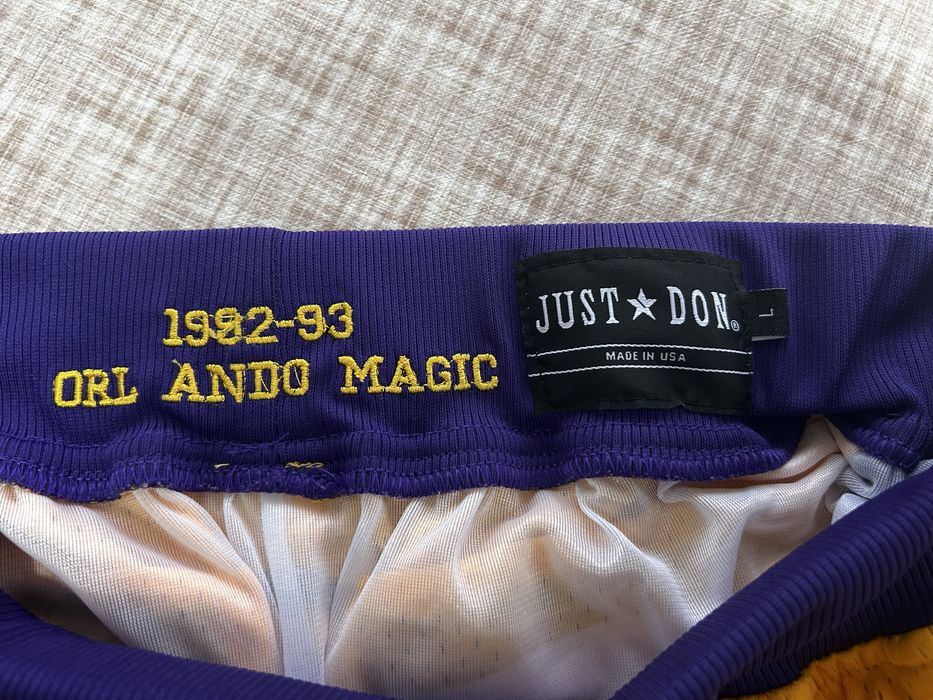 1992-93
ORL ANDO MAGIC
JUST★DON®
MADE IN USA
L